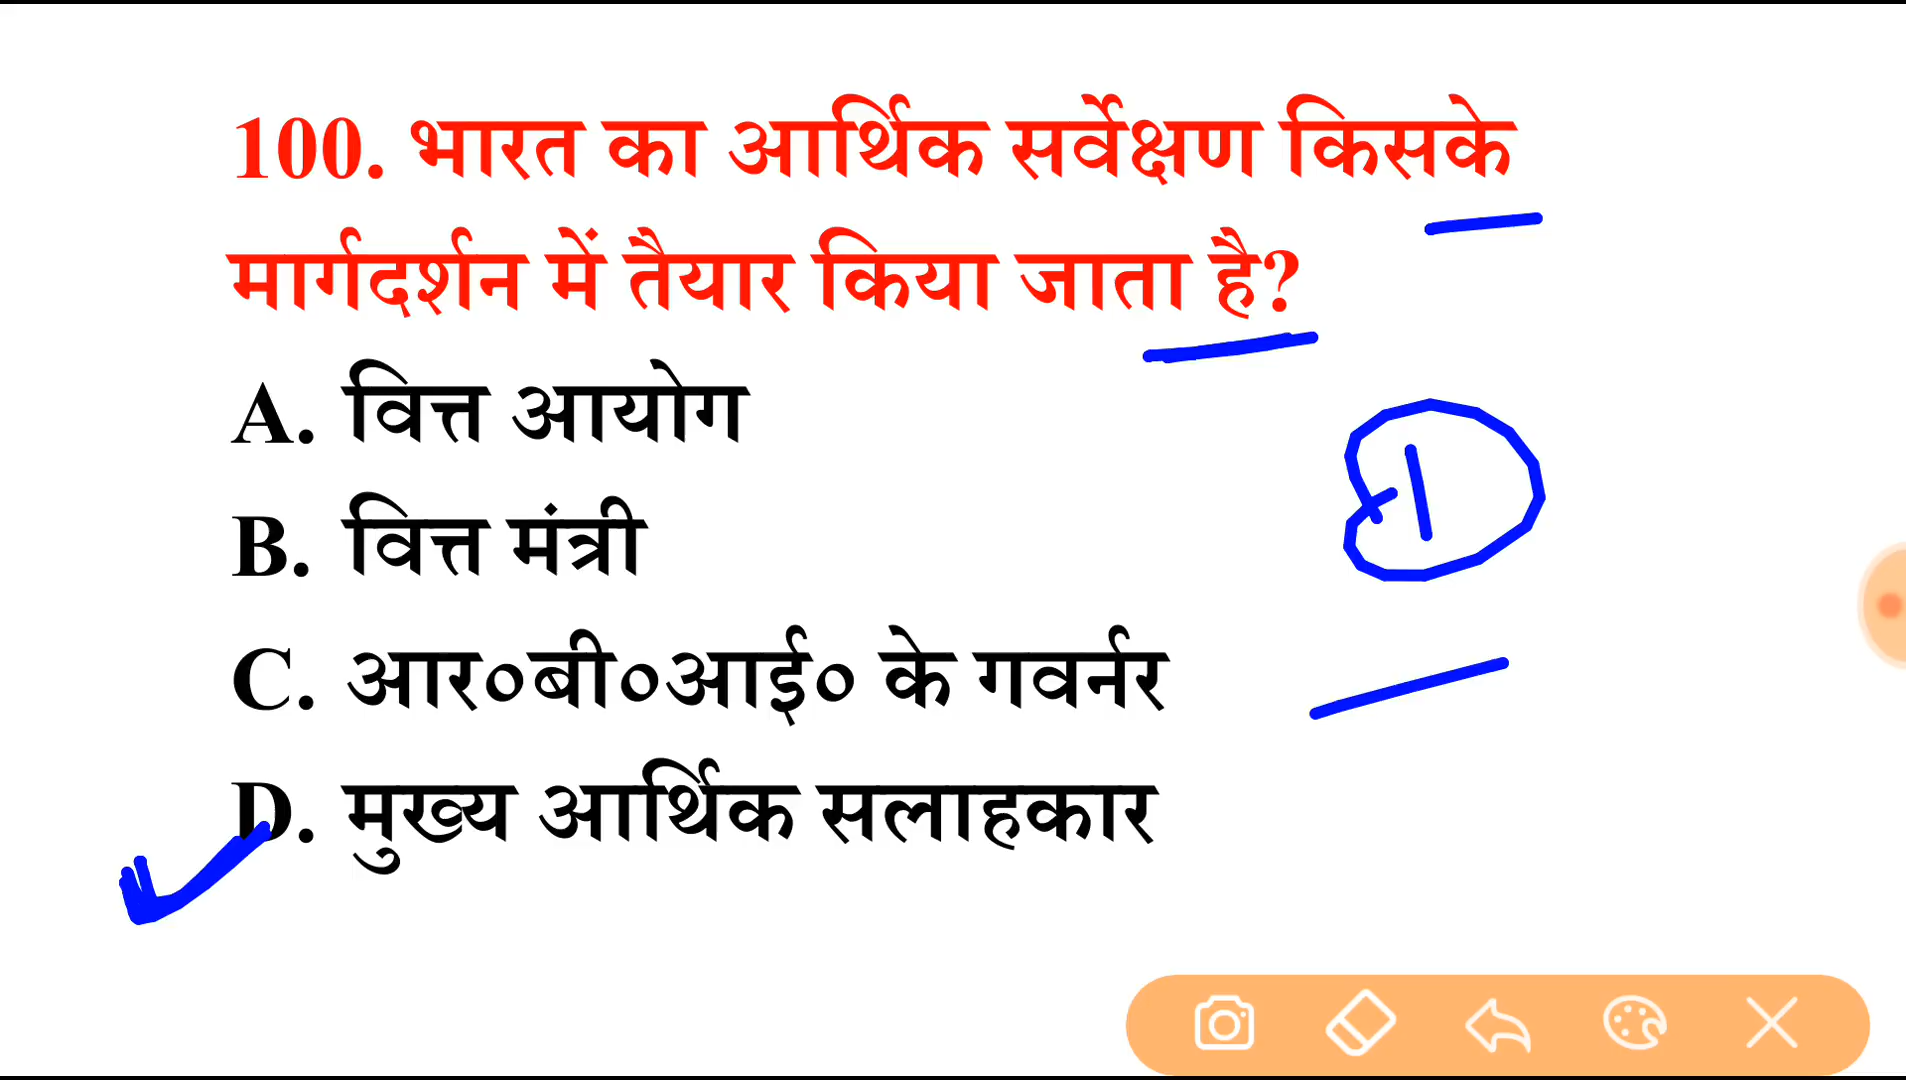 100. भारत का आर्थिक सर्वेक्षण किसके
मार्गदर्शन में तैयार किया जाता है?
A. वित्त आयोग
B. वित्त मंत्री
C. आर०बी०आई० के गवर्नर
D. मुख्य आर्थिक सलाहकार
D